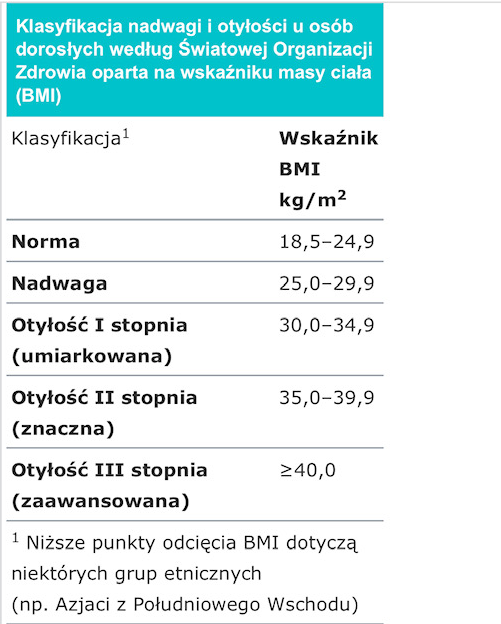 Klasyfikacja nadwagi i otyłości u osób
dorosłych według Światowej Organizacji
Zdrowia oparta na wskaźniku masy ciała
(BMI)
Klasyfikacja¹ Wskaźnik
BMI
kg/m²
Norma 18,5–24,9
Nadwaga 25,0–29,9
Otyłość I stopnia 30,0–34,9
(umiarkowana)
Otyłość II stopnia 35,0–39,9
(znaczna)
Otyłość III stopnia ≥40,0
(zaawansowana)
¹ Niższe punkty odcięcia BMI dotyczą
niektórych grup etnicznych
(np. Azjaci z Południowego Wschodu)